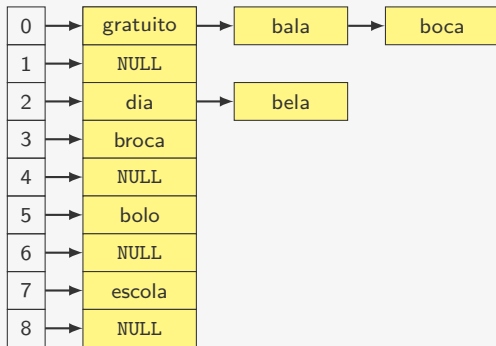 0 gratuito bala boca
1 NULL
2 dia bela
3 broca
4 NULL
5 bolo
6 NULL
7 escola
8 NULL